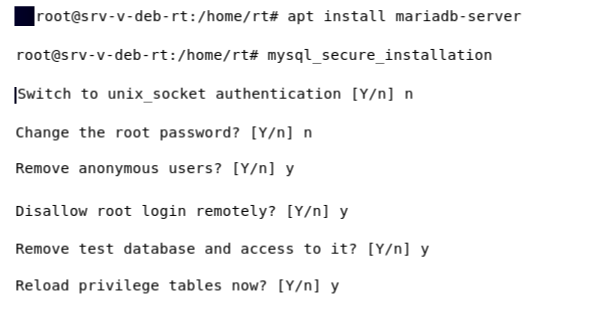 root@srv-v-deb-rt:/home/rt# apt install mariadb-server
root@srv-v-deb-rt:/home/rt# mysql_secure_installation
Switch to unix_socket authentication [Y/n] n
Change the root password? [Y/n] n
Remove anonymous users? [Y/n] y
Disallow root login remotely? [Y/n] y
Remove test database and access to it? [Y/n] y
Reload privilege tables now? [Y/n] y